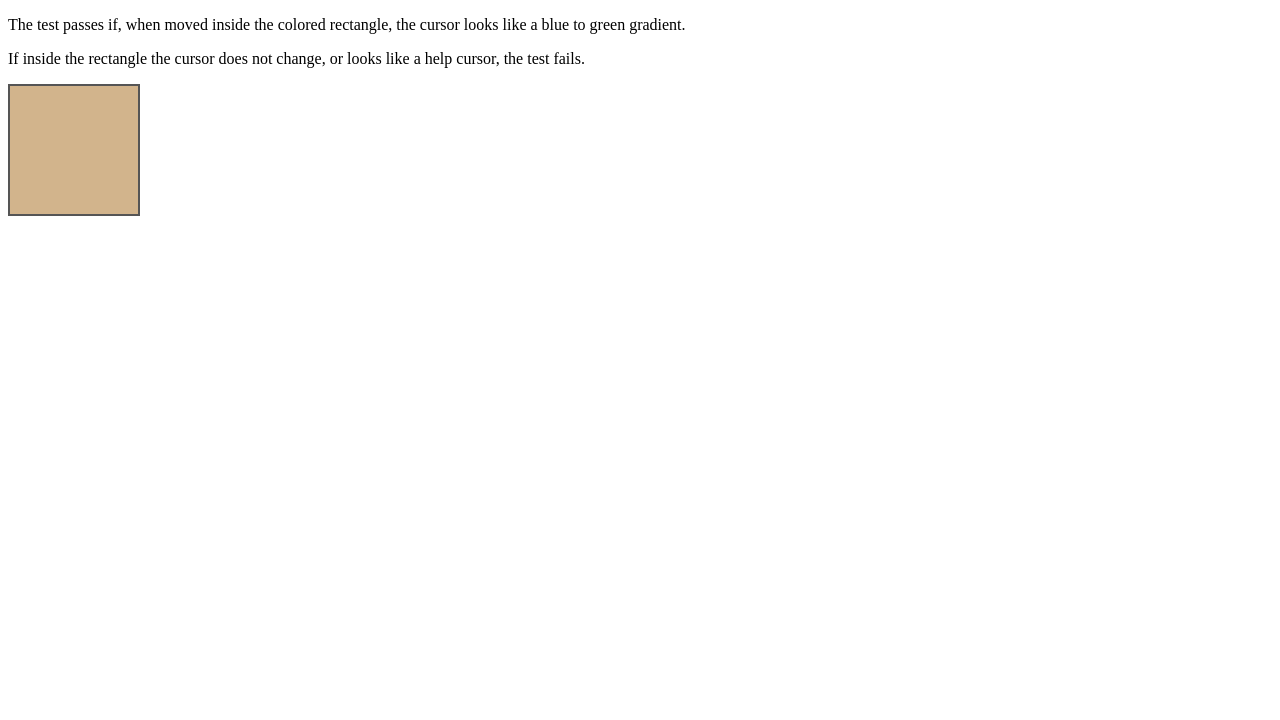 The test passes if, when moved inside the colored rectangle, the cursor looks like a blue to green gradient.
If inside the rectangle the cursor does not change, or looks like a help cursor, the test fails.